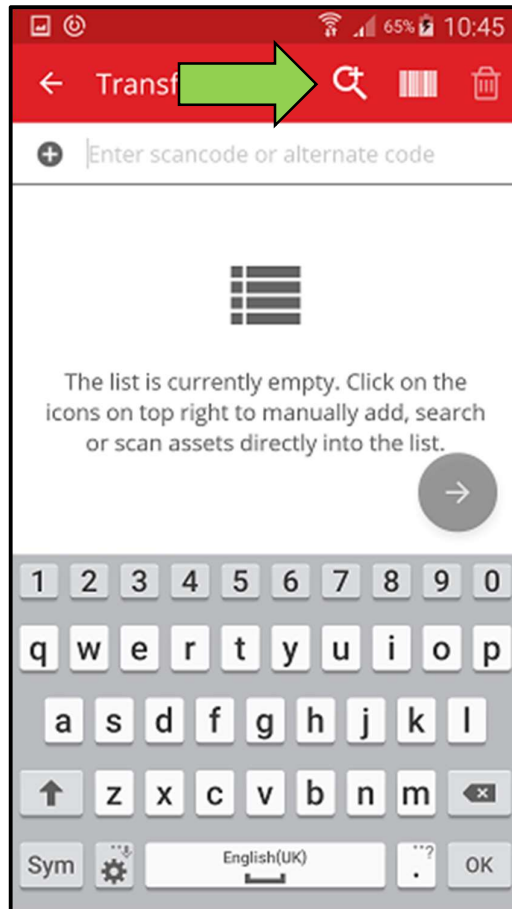 65% 10:45
Transf
Enter scancode or alternate code
The list is currently empty. Click on the
icons on top right to manually add, search
or scan assets directly into the list.
1 2 3 4 5 6 7 8 9 0
q w e r t y u i o p
a s d f g h j k l
z x c v b n m
Sym English(UK) . ? OK